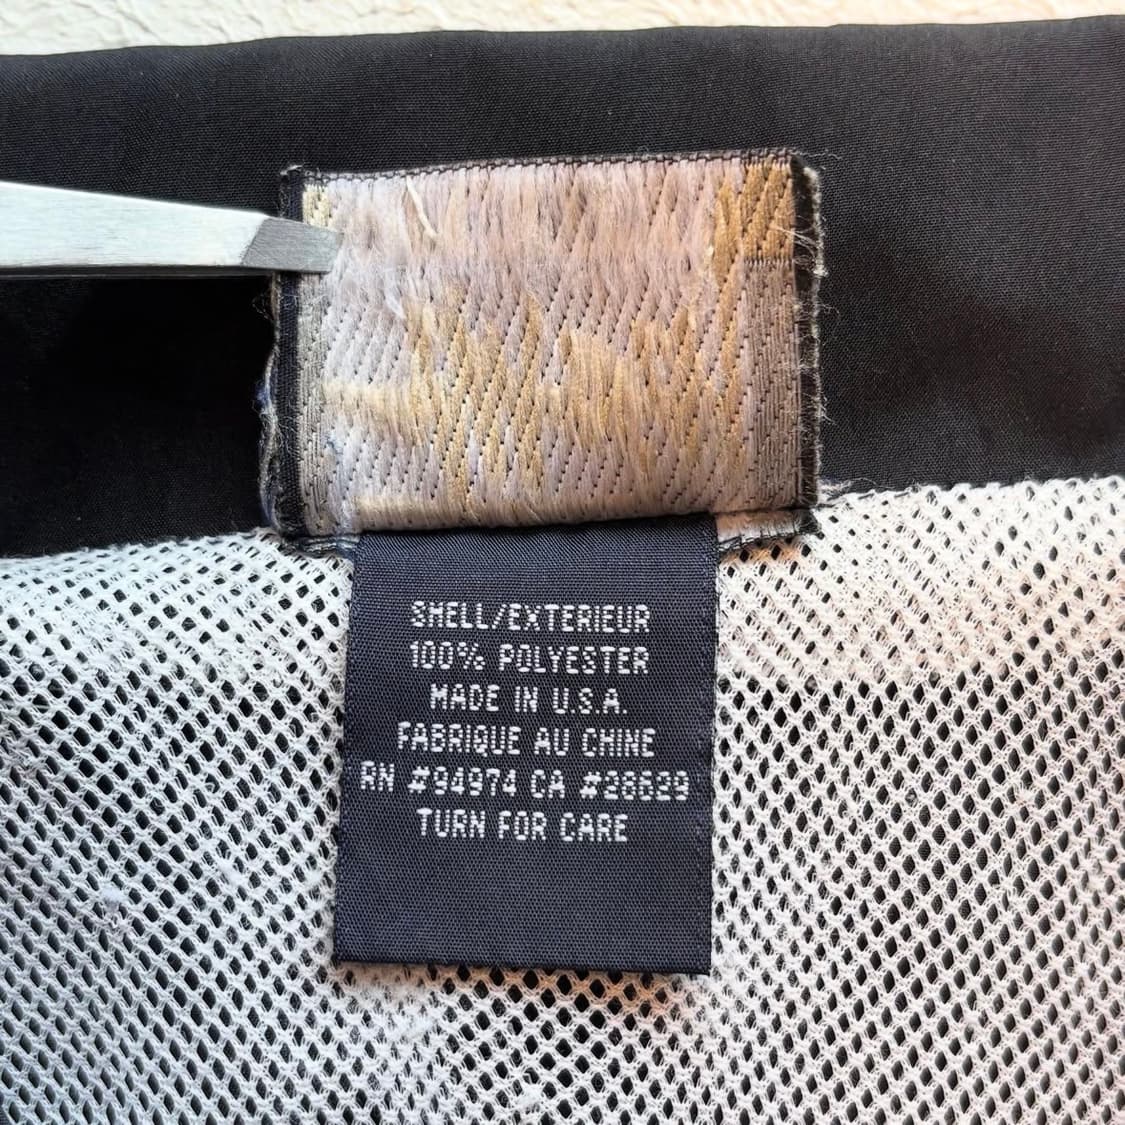 SHELL/EXTERIEUR
100% POLYESTER
MADE IN U.S.A.
FABRIQUE AU CHINE
RN #94974 CA #28629
TURN FOR CARE